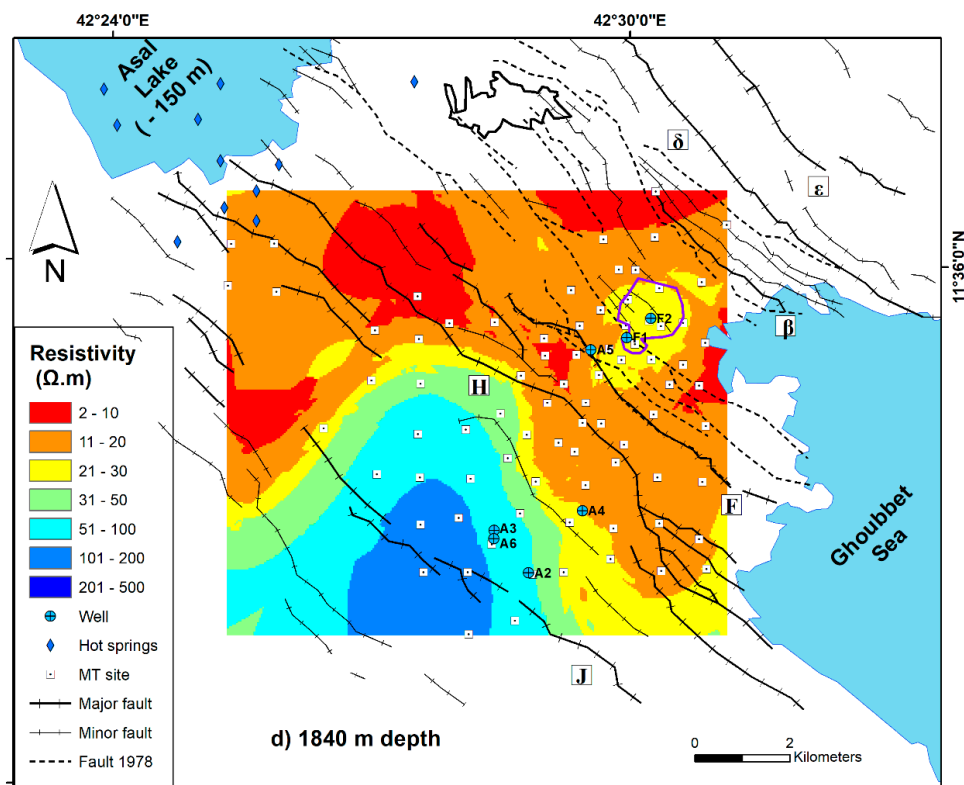 42°24'0"E
42°30'0"E
Asal
Lake
(- 150 m)
δ
ε
N
11°36'0"N
F2
β
F1
A5
Resistivity
(Ω.m)
H
2 - 10
11 - 20
21 - 30
31 - 50
51 - 100
101 - 200
201 - 500
F
A4
A3
A6
A2
Ghoubbet
Sea
Well
Hot springs
MT site
Major fault
Minor fault
Fault 1978
J
d) 1840 m depth
0
2
Kilometers